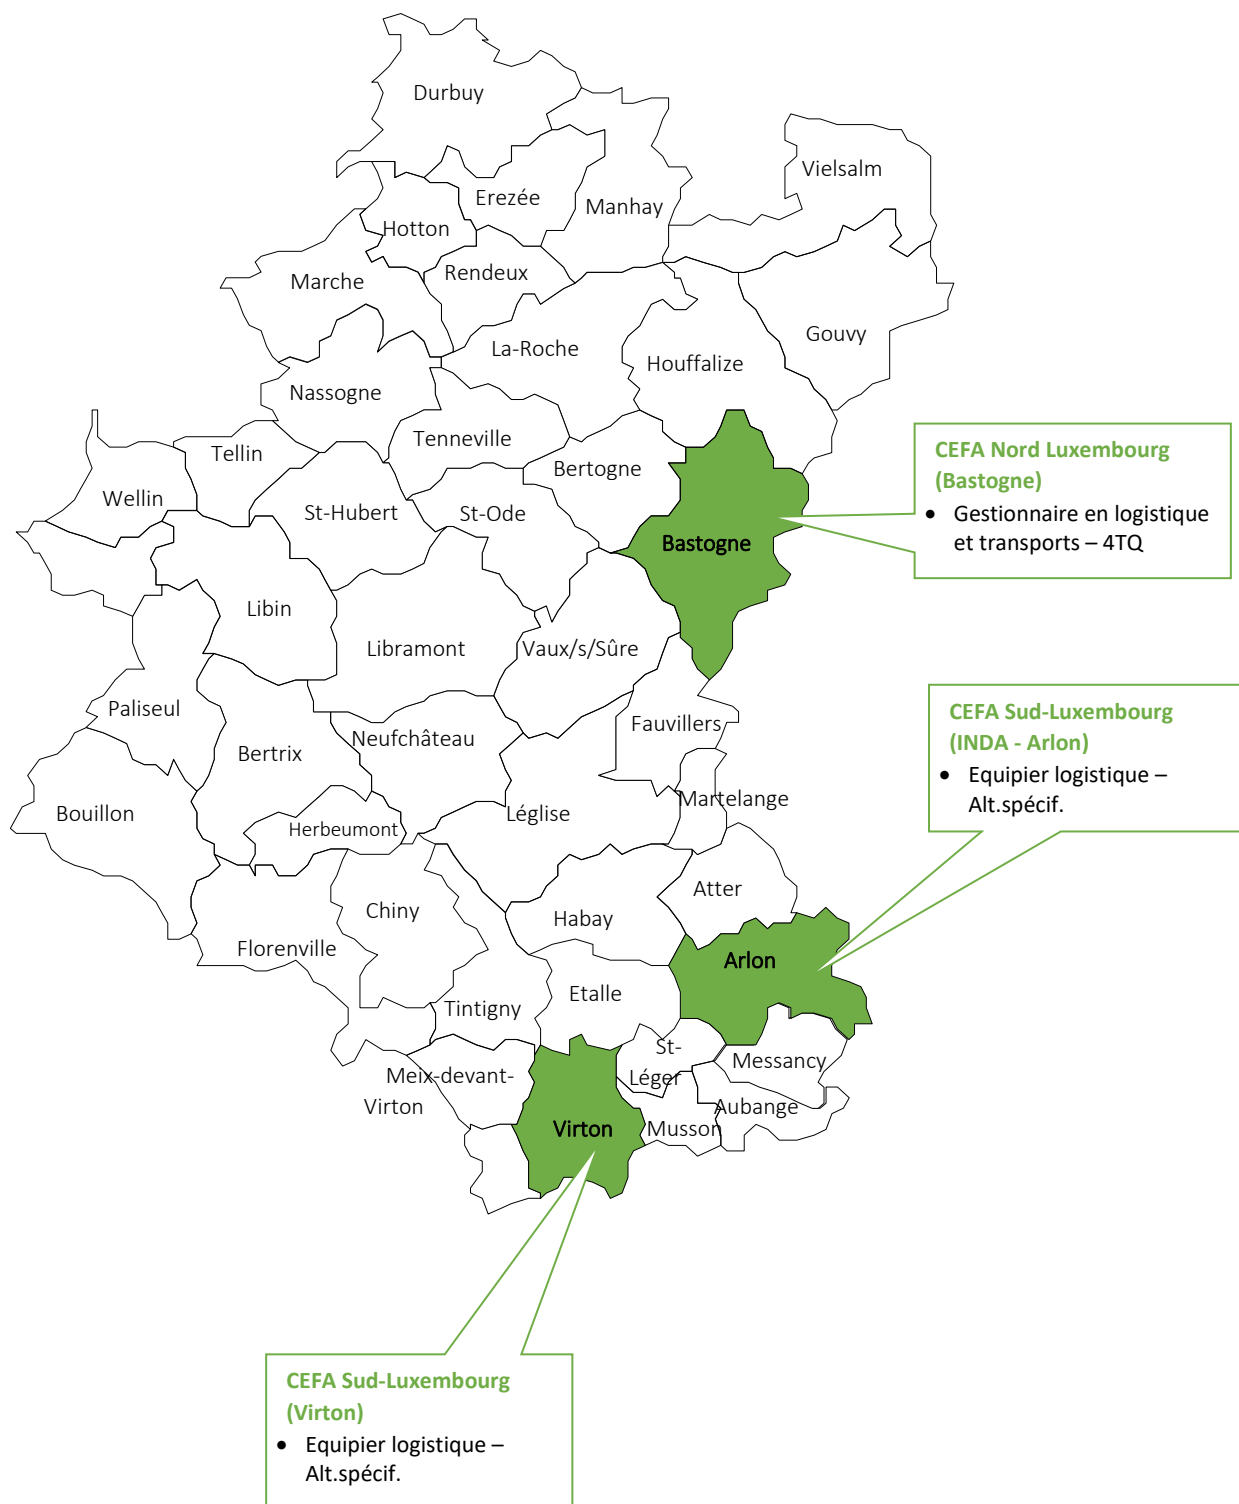 Durbuy
Vielsalm
Erezée
Manhay
Hotton
Rendeux
Marche
Gouvy
La-Roche
Houffalize
Nassogne
Tenneville
Tellin
Bertogne
Wellin
St-Hubert
St-Ode
Bastogne
CEFA Nord Luxembourg
(Bastogne)
• Gestionnaire en logistique
et transports – 4TQ
Libin
Libramont
Vaux/s/Sûre
Paliseul
Fauvillers
Neufchâteau
Bertrix
CEFA Sud-Luxembourg
(INDA - Arlon)
• Equipier logistique –
Alt.spécif.
Martelange
Bouillon
Léglise
Herbeumont
Atter
Chiny
Habay
Florenville
Arlon
Etalle
Tintigny
St-
Léger
Messancy
Meix-devant-
Virton
Aubange
Virton
Musson
CEFA Sud-Luxembourg
(Virton)
• Equipier logistique –
Alt.spécif.